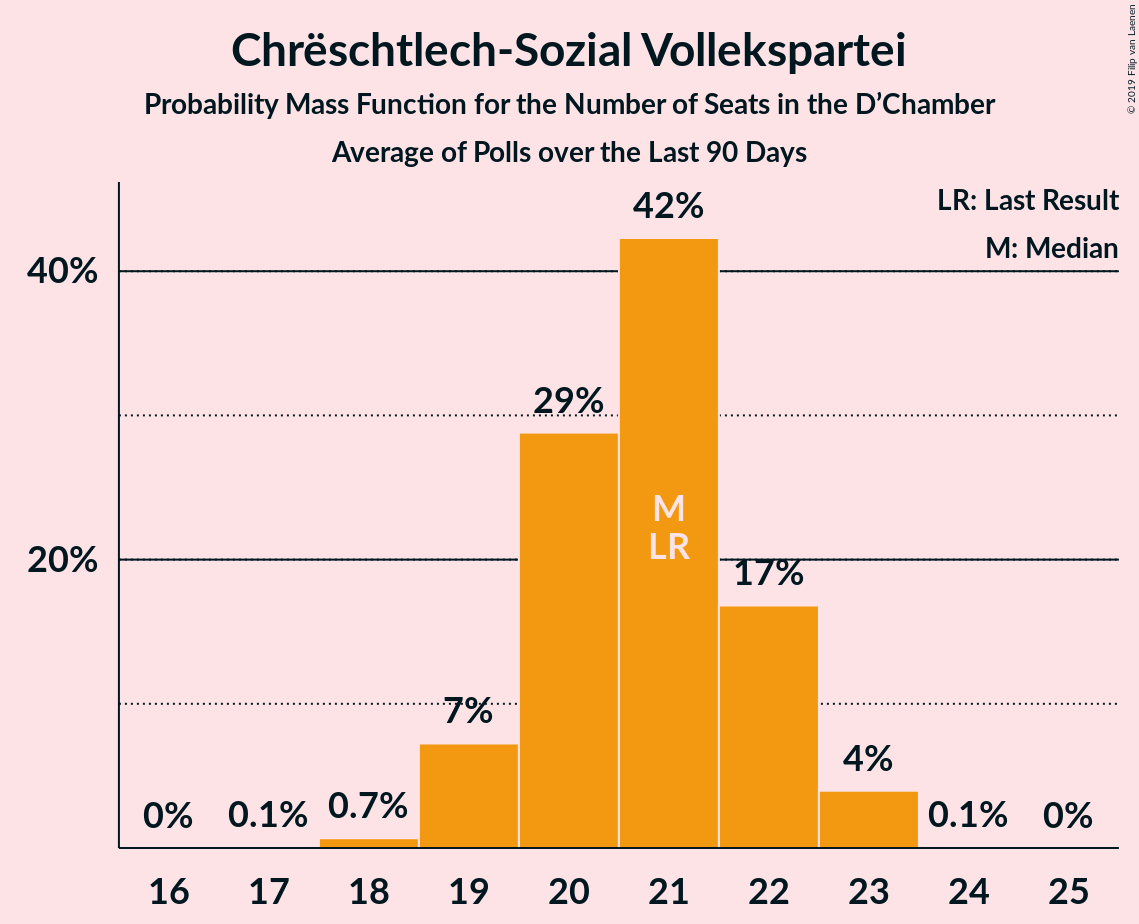 Chrëschtlech-Sozial Vollekspartei
Probability Mass Function for the Number of Seats in the D’Chamber
Average of Polls over the Last 90 Days
© 2019 Filip van Laenen
LR: Last Result
M: Median
40%
20%
0%
0.1%
0.7%
7%
29%
42%
M
LR
17%
4%
0.1%
0%
16 17 18 19 20 21 22 23 24 25